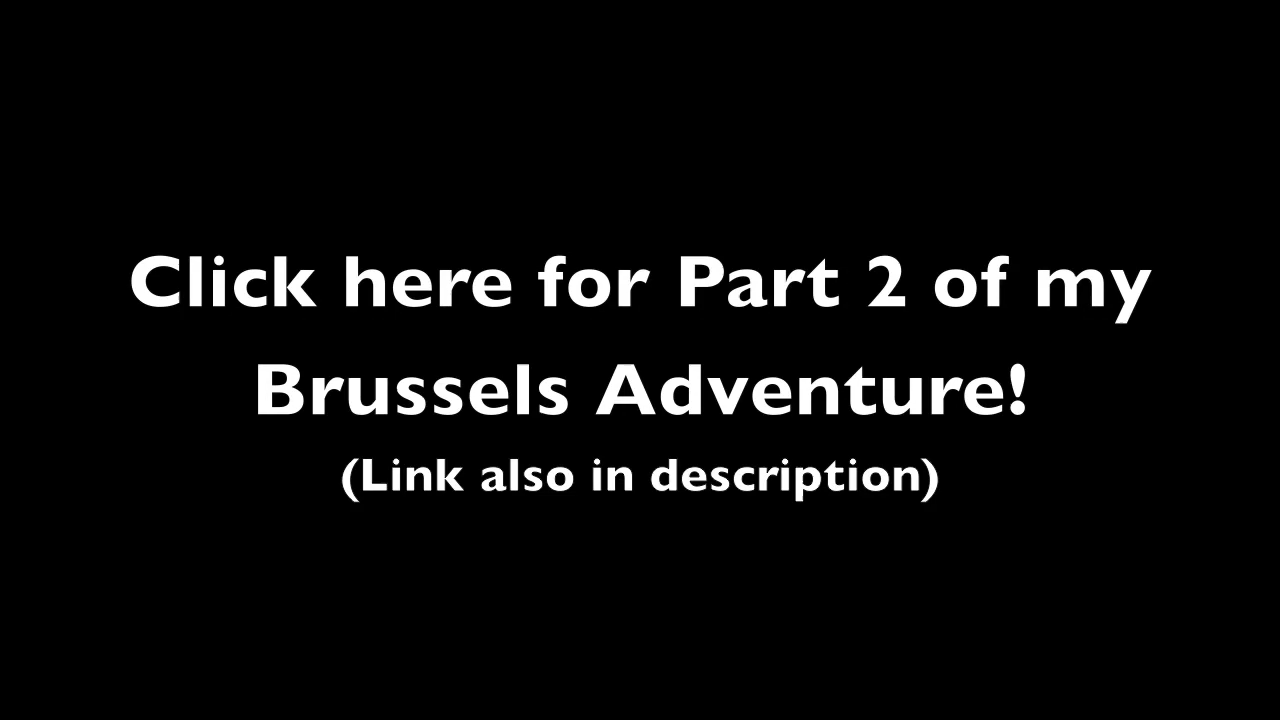 Click here for Part 2 of my
Brussels Adventure!
(Link also in description)